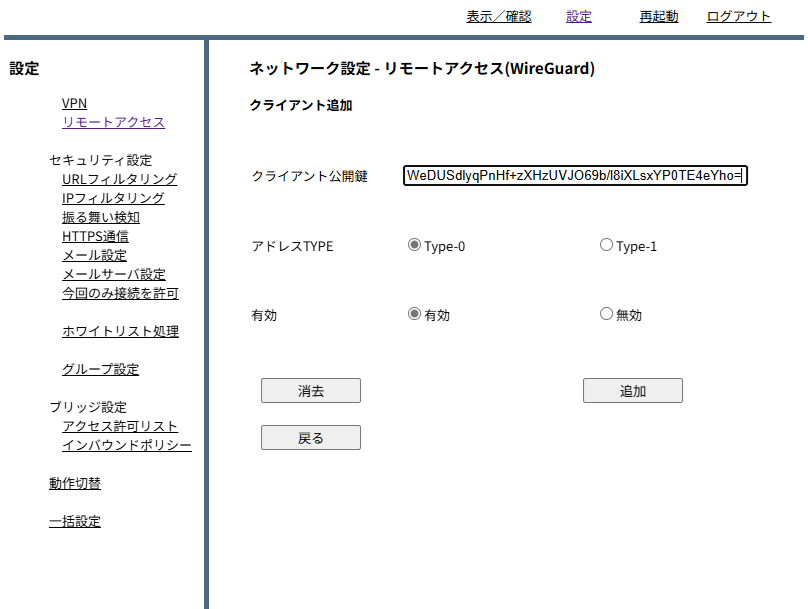 表示／確認 設定 再起動 ログアウト
設定
VPN
リモートアクセス
セキュリティ設定
URLフィルタリング
IPフィルタリング
振る舞い検知
HTTPS通信
メール設定
メールサーバ設定
今回のみ接続を許可
ホワイトリスト処理
グループ設定
ブリッジ設定
アクセス許可リスト
インバウンドポリシー
動作切替
一括設定
ネットワーク設定 - リモートアクセス(WireGuard)
クライアント追加
クライアント公開鍵 WeDUSdlyqPnHf+zXHzUVJO69b/I8iXLsxYP0TE4eYho=
アドレスTYPE Type-0 Type-1
有効 有効 無効
消去 追加
戻る